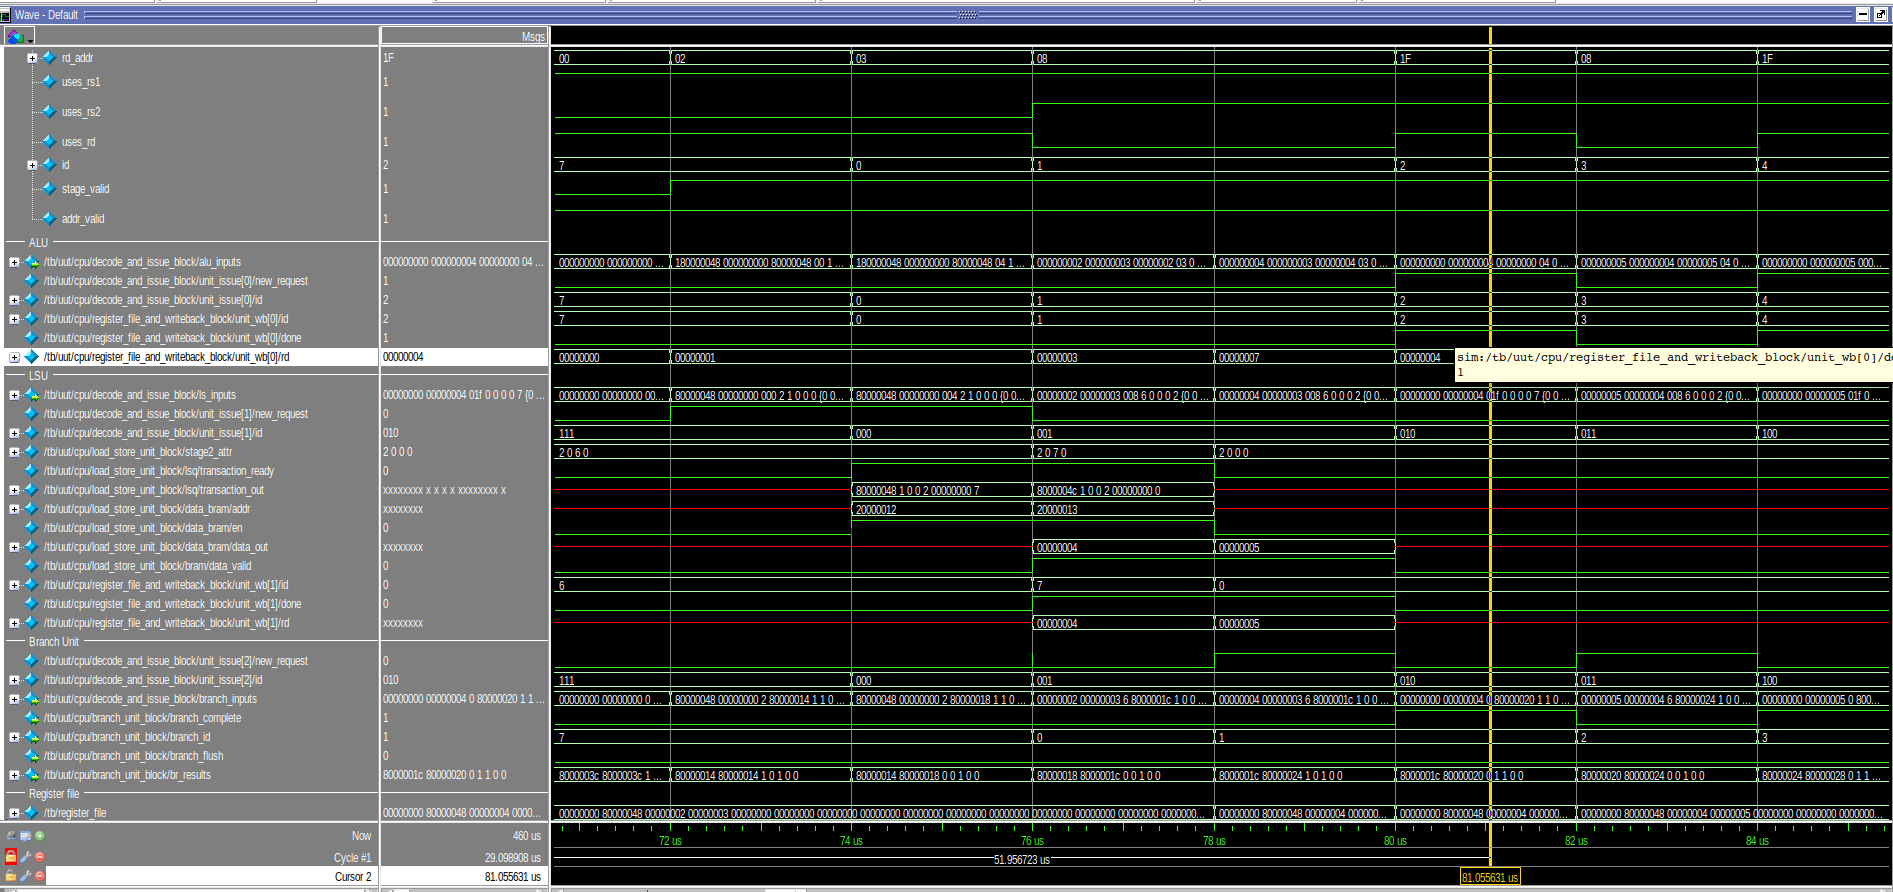 Wave - Default
Msgs
rd_addr 1F 00 02 03 08 1F 08 1F
uses_rs1 1
uses_rs2 1
uses_rd 1
id 2 7 0 1 2 3 4
stage_valid 1
addr_valid 1
ALU
/tb/uut/cpu/decode_and_issue_block/alu_inputs 000000000 000000004 00000000 04 ... 000000000 000000000 ... 180000048 000000000 80000048 00 1 ... 180000048 000000000 80000048 04 1 ... 000000002 000000003 00000002 03 0 ... 000000004 000000003 00000004 03 0 ... 000000000 000000004 00000000 04 0 ... 000000005 000000004 00000005 04 0 ... 000000000 000000005 000...
/tb/uut/cpu/decode_and_issue_block/unit_issue[0]/new_request 1
/tb/uut/cpu/decode_and_issue_block/unit_issue[0]/id 2 7 0 1 2 3 4
/tb/uut/cpu/register_file_and_writeback_block/unit_wb[0]/id 2 7 0 1 2 3 4
/tb/uut/cpu/register_file_and_writeback_block/unit_wb[0]/done 1
/tb/uut/cpu/register_file_and_writeback_block/unit_wb[0]/rd 00000004 00000000 00000001 00000003 00000007 00000004
sim:/tb/uut/cpu/register_file_and_writeback_block/unit_wb[0]/do
1
LSU
/tb/uut/cpu/decode_and_issue_block/ls_inputs 00000000 00000004 01f 0 0 0 0 7 {0 ... 00000000 00000000 00... 80000048 00000000 000 2 1 0 0 0 {0 0... 80000048 00000000 004 2 1 0 0 0 {0 0... 00000002 00000003 008 6 0 0 0 2 {0 0... 00000004 00000003 008 6 0 0 0 2 {0 0... 00000000 00000004 01f 0 0 0 0 7 {0 ... 00000005 00000004 008 6 0 0 0 2 {0 0... 00000000 00000005 01f 0 ...
/tb/uut/cpu/decode_and_issue_block/unit_issue[1]/new_request 0
/tb/uut/cpu/decode_and_issue_block/unit_issue[1]/id 010 111 000 001 010 011 100
/tb/uut/cpu/load_store_unit_block/stage2_attr 2 0 0 0 2 0 6 0 2 0 7 0 2 0 0 0
/tb/uut/cpu/load_store_unit_block/lsq/transaction_ready 0
/tb/uut/cpu/load_store_unit_block/lsq/transaction_out xxxxxxxx x x x x xxxxxxxx x 80000048 1 0 0 2 00000000 7 8000004c 1 0 0 2 00000000 0
/tb/uut/cpu/load_store_unit_block/data_bram/addr xxxxxxxx 20000012 20000013
/tb/uut/cpu/load_store_unit_block/data_bram/en 0
/tb/uut/cpu/load_store_unit_block/data_bram/data_out xxxxxxxx 00000004 00000005
/tb/uut/cpu/load_store_unit_block/bram/data_valid 0
/tb/uut/cpu/register_file_and_writeback_block/unit_wb[1]/id 0 6 7 0
/tb/uut/cpu/register_file_and_writeback_block/unit_wb[1]/done 0
/tb/uut/cpu/register_file_and_writeback_block/unit_wb[1]/rd xxxxxxxx 00000004 00000005
Branch Unit
/tb/uut/cpu/decode_and_issue_block/unit_issue[2]/new_request 0
/tb/uut/cpu/decode_and_issue_block/unit_issue[2]/id 010 111 000 001 010 011 100
/tb/uut/cpu/decode_and_issue_block/branch_inputs 00000000 00000004 0 80000020 1 1 ... 00000000 00000000 0 ... 80000048 00000000 2 80000014 1 1 0 ... 80000048 00000000 2 80000018 1 1 0 ... 00000002 00000003 6 8000001c 1 0 0 ... 00000004 00000003 6 8000001c 1 0 0 ... 00000000 00000004 0 80000020 1 1 0 ... 00000005 00000004 6 80000024 1 0 0 ... 00000000 00000005 0 800...
/tb/uut/cpu/branch_unit_block/branch_complete 1
/tb/uut/cpu/branch_unit_block/branch_id 1 7 0 1 2 3
/tb/uut/cpu/branch_unit_block/branch_flush 0
/tb/uut/cpu/branch_unit_block/br_results 8000001c 80000020 0 1 1 0 0 8000003c 8000003c 1 ... 80000014 80000014 1 0 1 0 0 80000014 80000018 0 0 1 0 0 80000018 8000001c 0 0 1 0 0 8000001c 80000024 1 0 1 0 0 8000001c 80000020 0 1 1 0 0 80000020 80000024 0 0 1 0 0 80000024 80000028 0 1 1 ...
Register file
/tb/register_file 00000000 80000048 00000004 0000... 00000000 80000048 00000002 00000003 00000000 00000000 00000000 00000000 00000000 00000000 00000000 00000000 00000000 00000000 ... 00000000 80000048 00000004 000000... 00000000 80000048 00000004 000000... 00000000 80000048 00000004 00000005 00000000 00000000 00000000 ...
Now 460 us 72 us 74 us 76 us 78 us 80 us 82 us 84 us
Cycle #1 29.098908 us 51.956723 us
Cursor 2 81.055631 us 81.055631 us